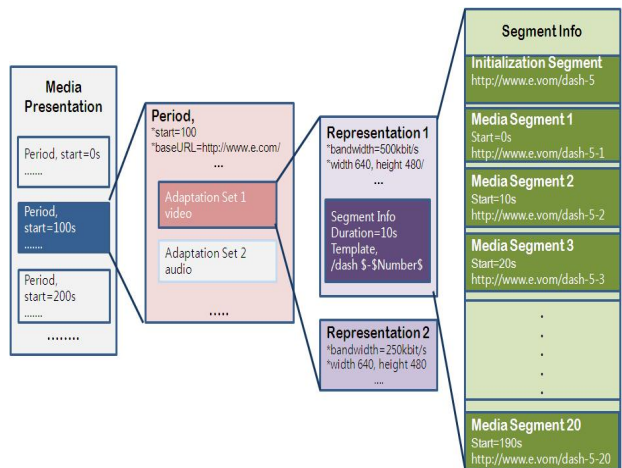 Media
Presentation
Period, start=0s
.......
Period,
start=100s
.......
Period,
start=200s
.......
........
Period,
*start=100
*baseURL=http://www.e.com/
...
Adaptation Set 1
video
Adaptation Set 2
audio
.....
Representation 1
*bandwidth=500kbit/s
*width 640, height 480/
...
Segment Info
Duration=10s
Template,
/dash $-$Number$
Representation 2
*bandwidth=250kbit/s
*width 640, height 480
....
Segment Info
Initialization Segment
http://www.e.vom/dash-5
Media Segment 1
Start=0s
http://www.e.vom/dash-5-1
Media Segment 2
Start=10s
http://www.e.vom/dash-5-2
Media Segment 3
Start=20s
http://www.e.vom/dash-5-3
.
.
.
.
.
Media Segment 20
Start=190s
http://www.e.vom/dash-5-20